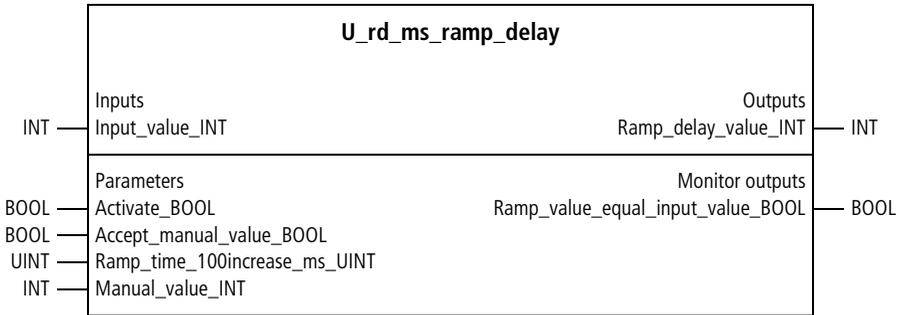 U_rd_ms_ramp_delay
Inputs Outputs
INT Input_value_INT Ramp_delay_value_INT INT
Parameters Monitor outputs
BOOL Activate_BOOL Ramp_value_equal_input_value_BOOL BOOL
BOOL Accept_manual_value_BOOL
UINT Ramp_time_100increase_ms_UINT
INT Manual_value_INT